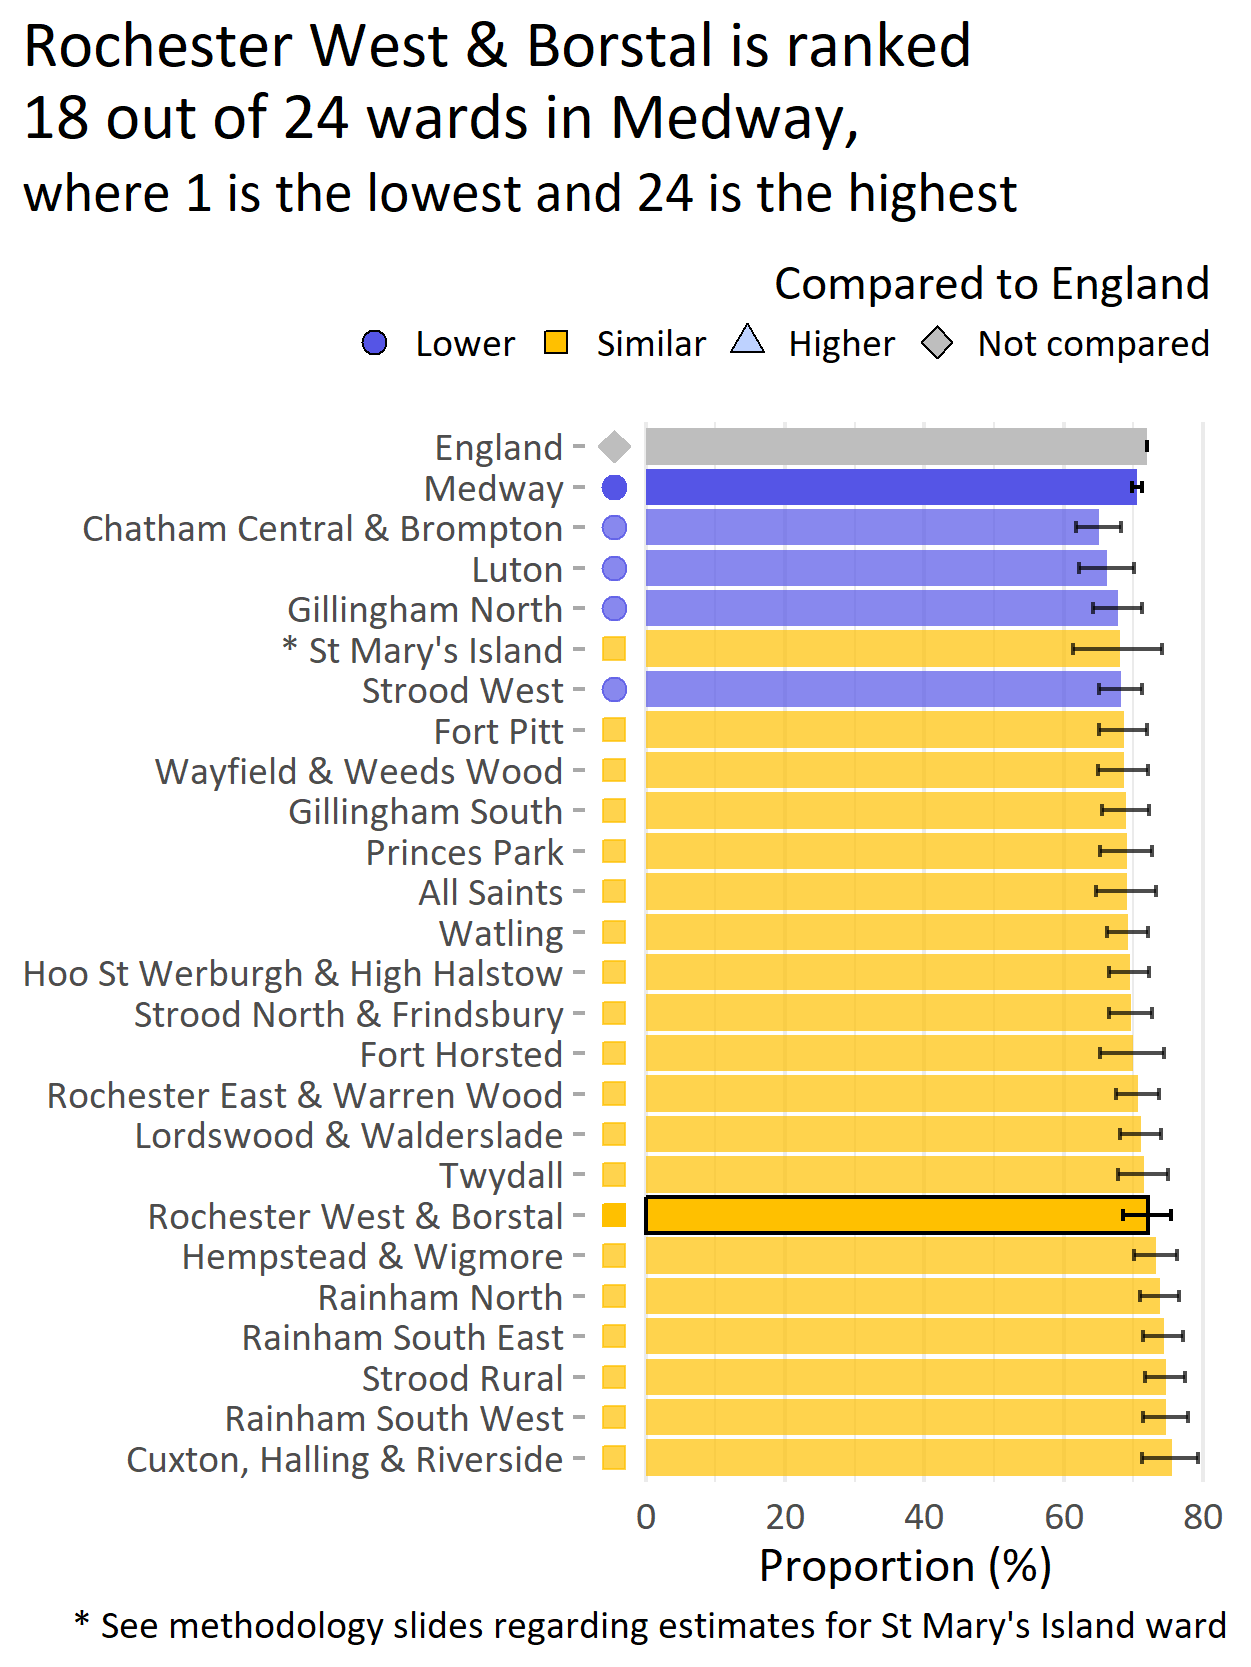 Rochester West & Borstal is ranked
18 out of 24 wards in Medway,
where 1 is the lowest and 24 is the highest
Compared to England
Lower Similar Higher Not compared
England
Medway
Chatham Central & Brompton
Luton
Gillingham North
* St Mary's Island
Strood West
Fort Pitt
Wayfield & Weeds Wood
Gillingham South
Princes Park
All Saints
Watling
Hoo St Werburgh & High Halstow
Strood North & Frindsbury
Fort Horsted
Rochester East & Warren Wood
Lordswood & Walderslade
Twydall
Rochester West & Borstal
Hempstead & Wigmore
Rainham North
Rainham South East
Strood Rural
Rainham South West
Cuxton, Halling & Riverside
0 20 40 60 80
Proportion (%)
* See methodology slides regarding estimates for St Mary's Island ward